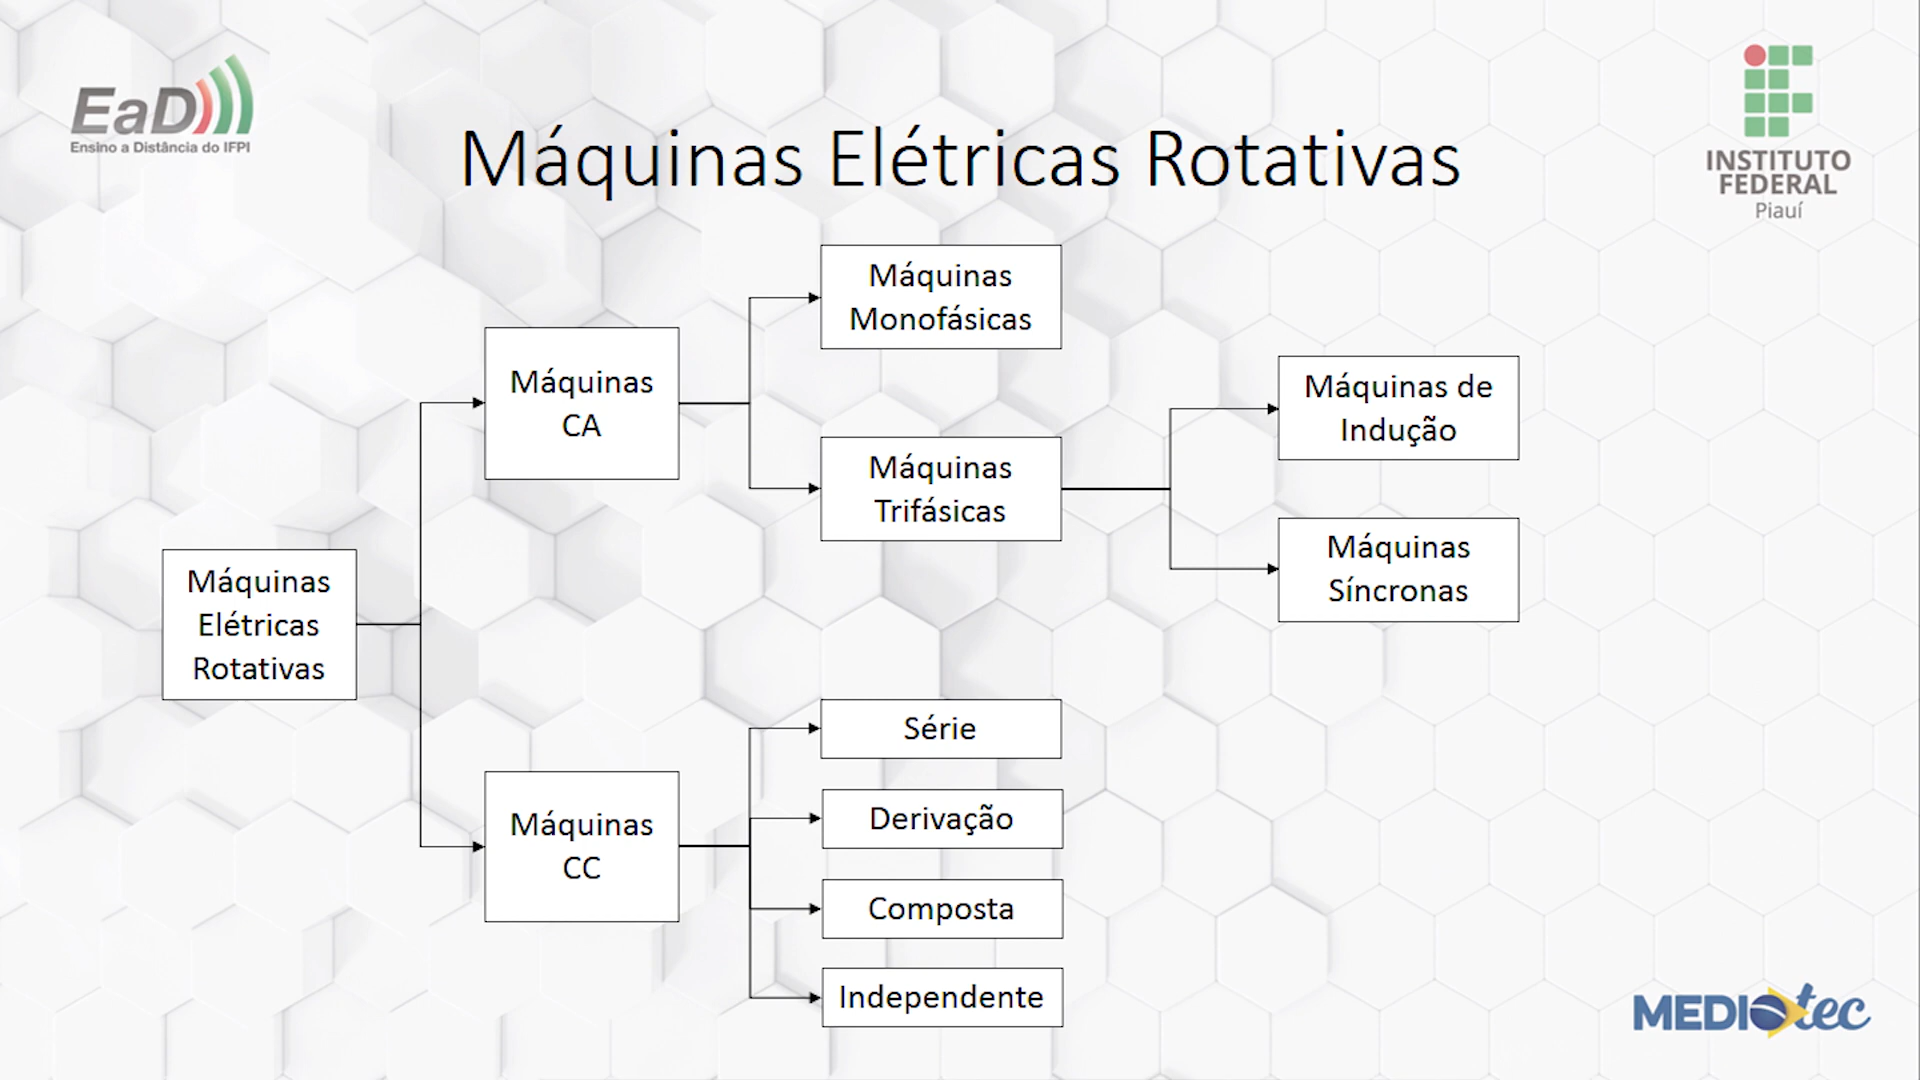 EaD
Ensino a Distância do IFPI
INSTITUTO
FEDERAL
Piauí
Máquinas Elétricas Rotativas
Máquinas
Elétricas
Rotativas
Máquinas
CA
Máquinas
Monofásicas
Máquinas
Trifásicas
Máquinas de
Indução
Máquinas
Síncronas
Máquinas
CC
Série
Derivação
Composta
Independente
MEDIOtec